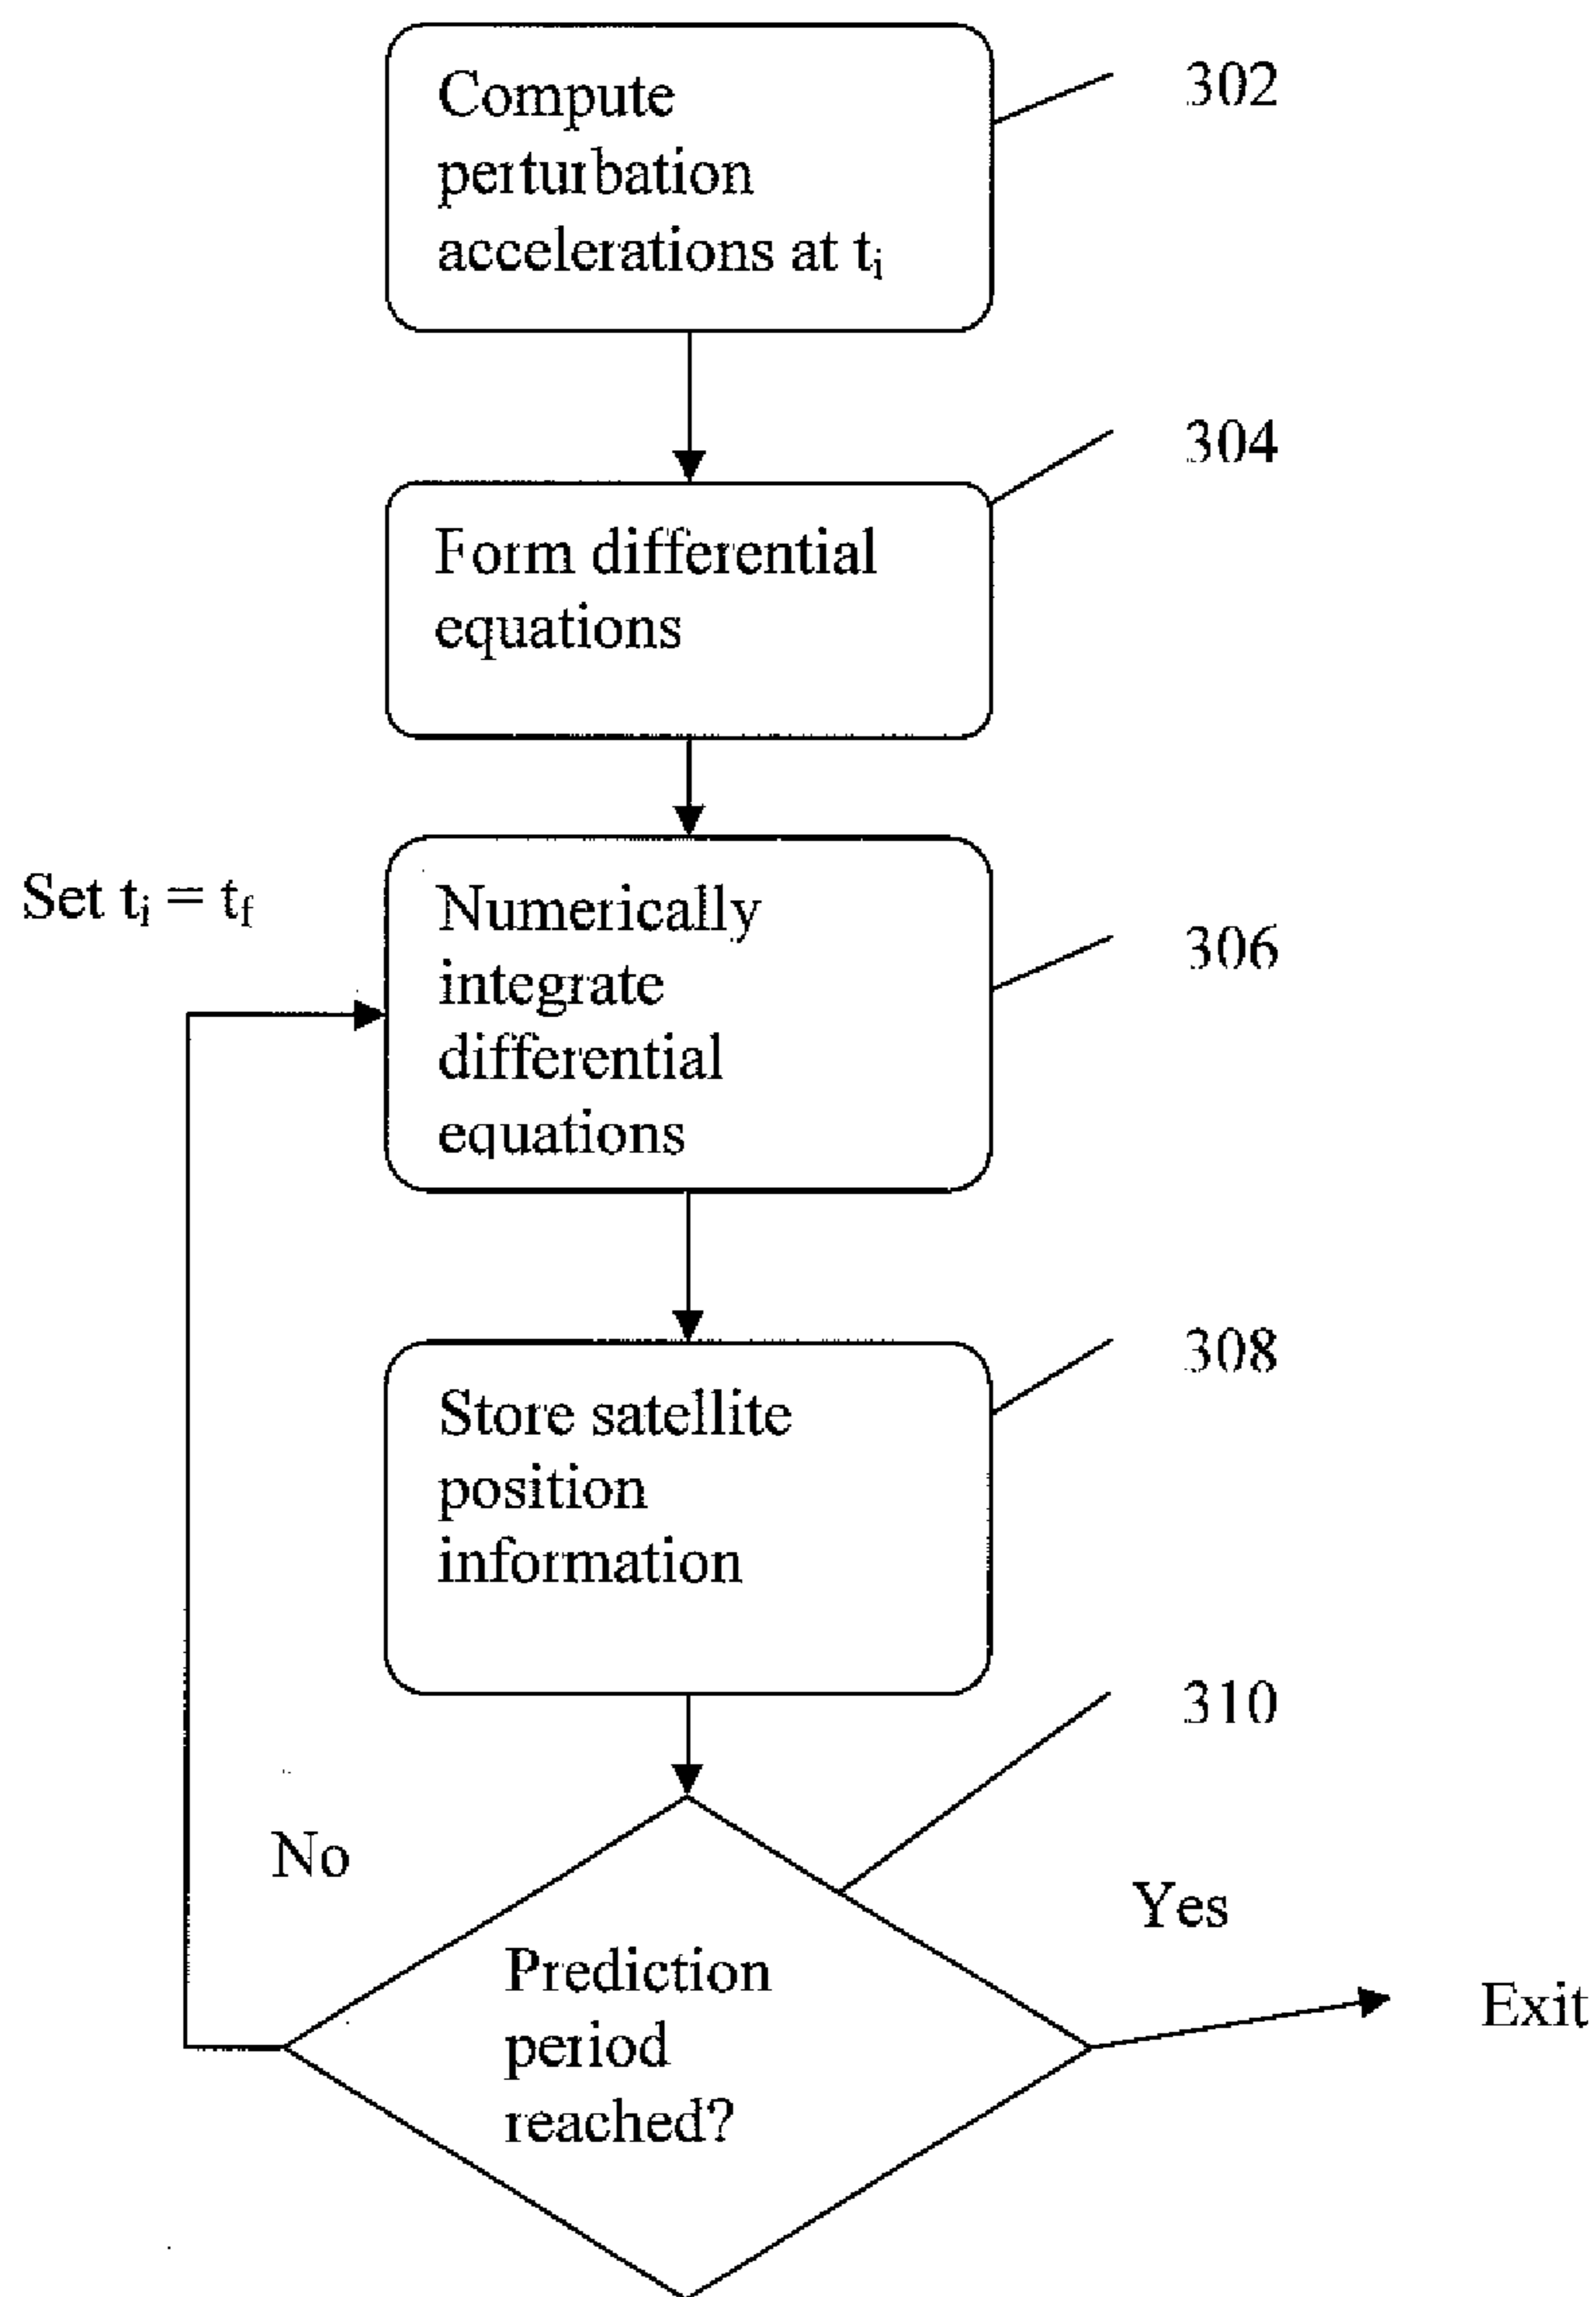 Compute
perturbation
accelerations at tᵢ
302
Form differential
equations
304
Set tᵢ = t_f
Numerically
integrate
differential
equations
306
Store satellite
position
information
308
310
No
Yes
Prediction
period
reached?
Exit